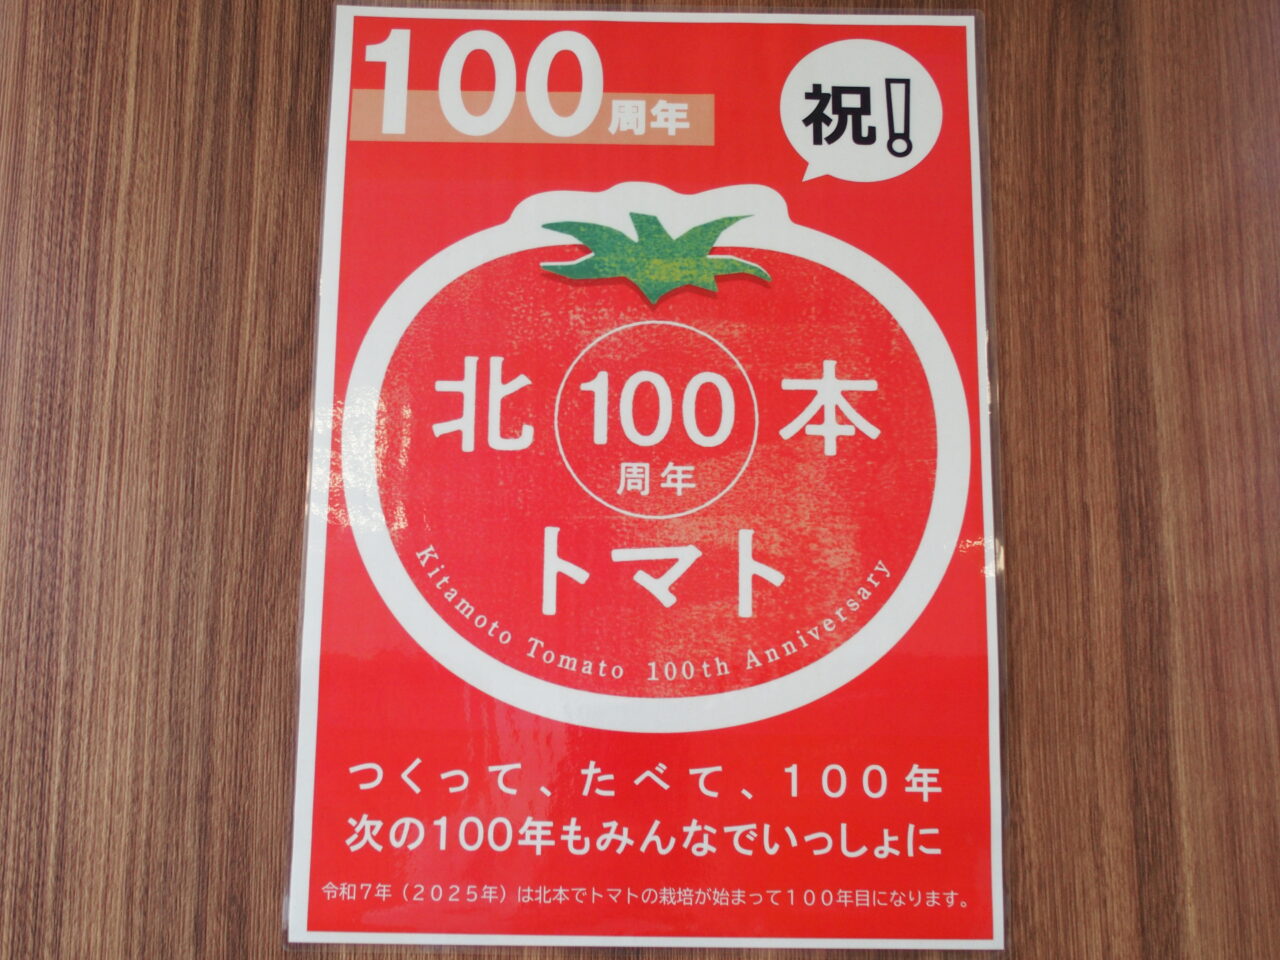 100周年
祝!
北 100 本
周年
トマト
Kitamoto Tomato 100th Anniversary
つくって、たべて、100年
次の100年もみんなでいっしょに
令和7年(2025年)は北本でトマトの栽培が始まって100年目になります。